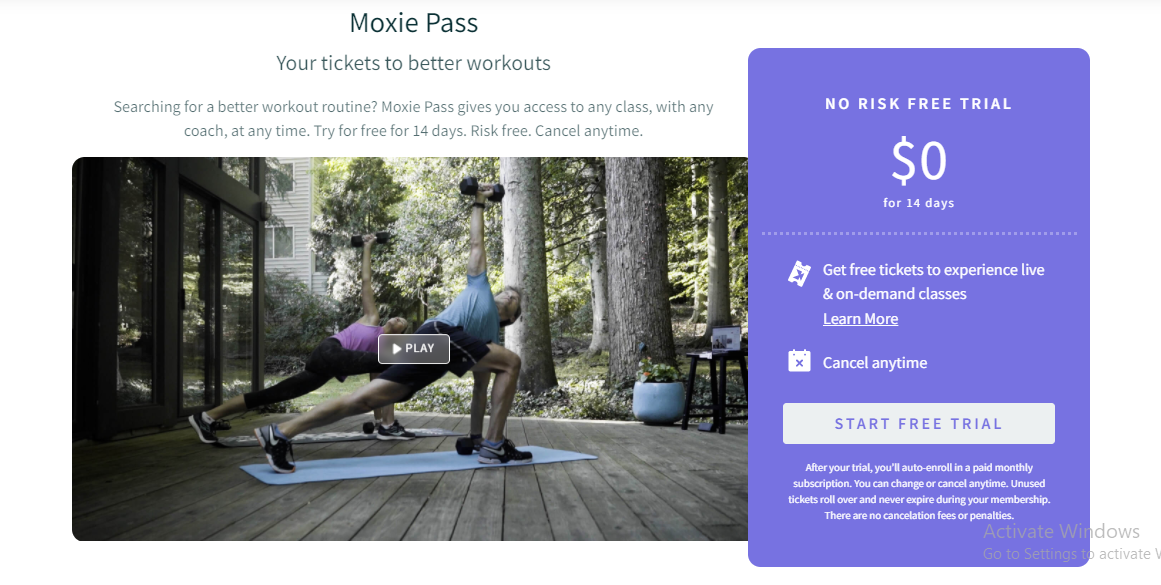 Moxie Pass
Your tickets to better workouts
Searching for a better workout routine? Moxie Pass gives you access to any class, with any
coach, at any time. Try for free for 14 days. Risk free. Cancel anytime.
PLAY
NO RISK FREE TRIAL
$0
for 14 days
Get free tickets to experience live
& on-demand classes
Learn More
Cancel anytime
START FREE TRIAL
After your trial, you'll auto-enroll in a paid monthly
subscription. You can change or cancel anytime. Unused
tickets roll over and never expire during your membership.
There are no cancelation fees or penalties.
Activate Windows
Go to Settings to activate W